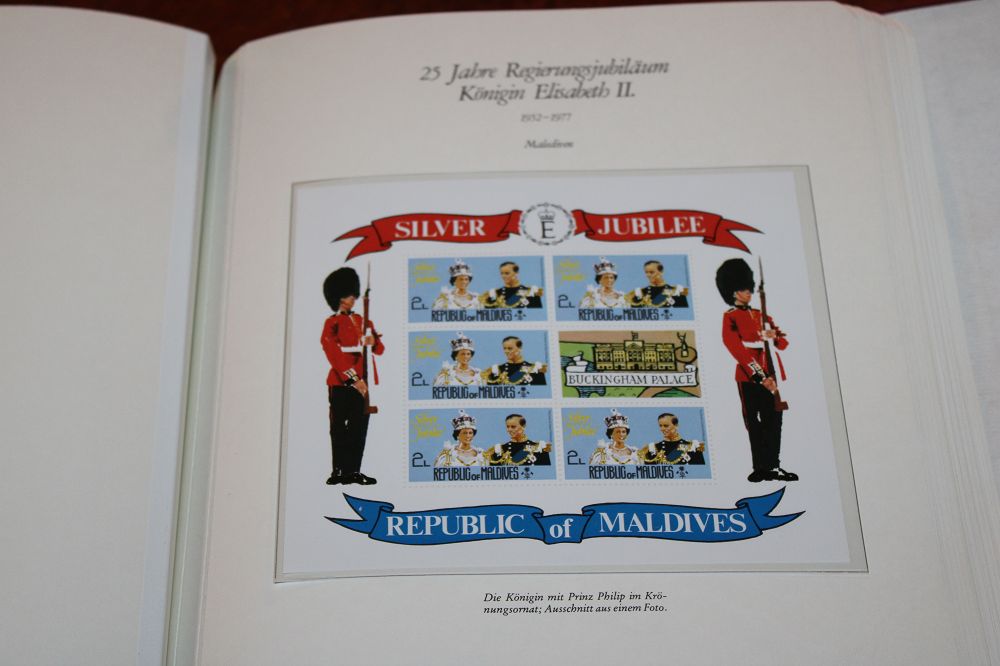 25 Jahre Regierungsjubiläum
Königin Elisabeth II.
1952–1977
Malediven
SILVER E JUBILEE
Silver Jubilee
2L
REPUBLIC OF MALDIVES
Silver Jubilee
2L
REPUBLIC OF MALDIVES
Silver Jubilee
2L
REPUBLIC OF MALDIVES
BUCKINGHAM PALACE
Silver Jubilee
2L
REPUBLIC OF MALDIVES
Silver Jubilee
2L
REPUBLIC OF MALDIVES
REPUBLIC of MALDIVES
Die Königin mit Prinz Philip im Krö-
nungsornat; Ausschnitt aus einem Foto.